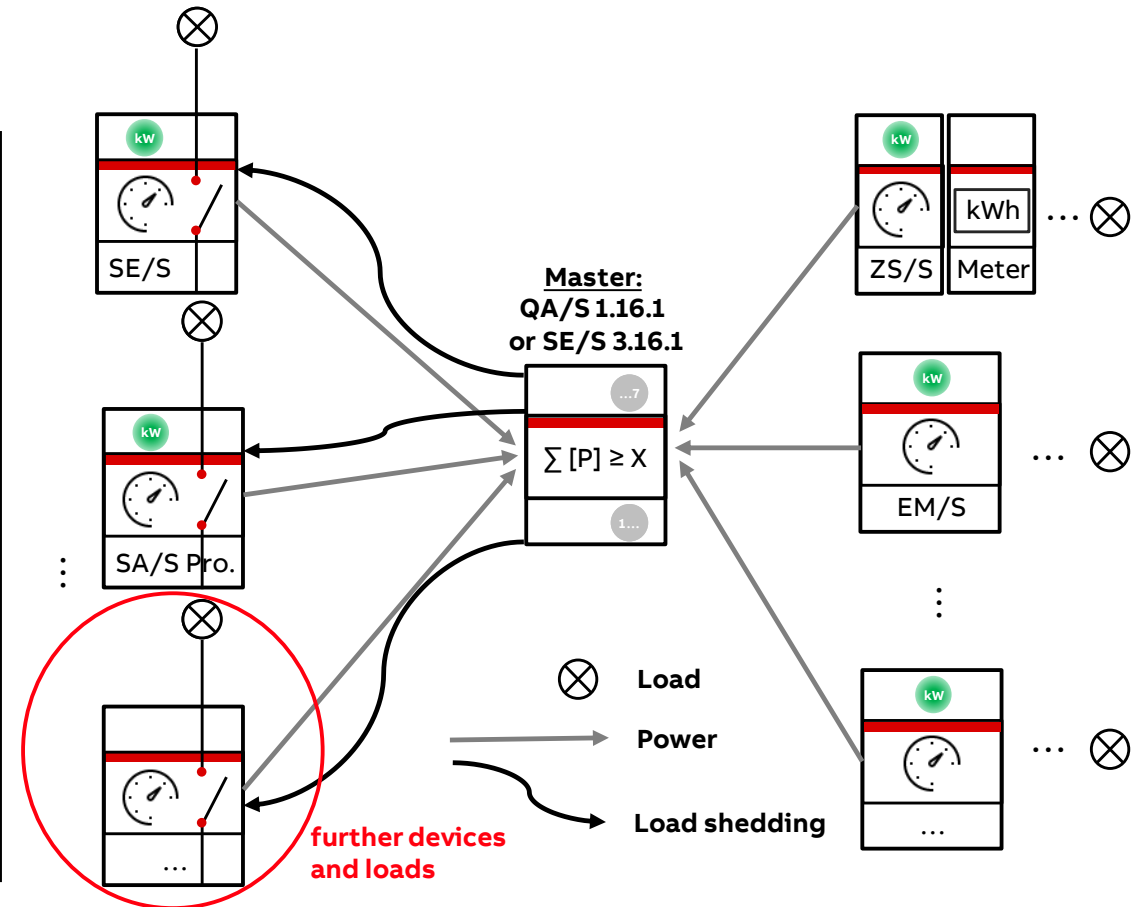 kW
SE/S
kW
SA/S Pro.
⋮
...
further devices
and loads
Master:
QA/S 1.16.1
or SE/S 3.16.1
...7
∑ [P] ≥ X
1...
Load
Power
Load shedding
kW
kWh
...
ZS/S
Meter
kW
...
EM/S
⋮
kW
...
...